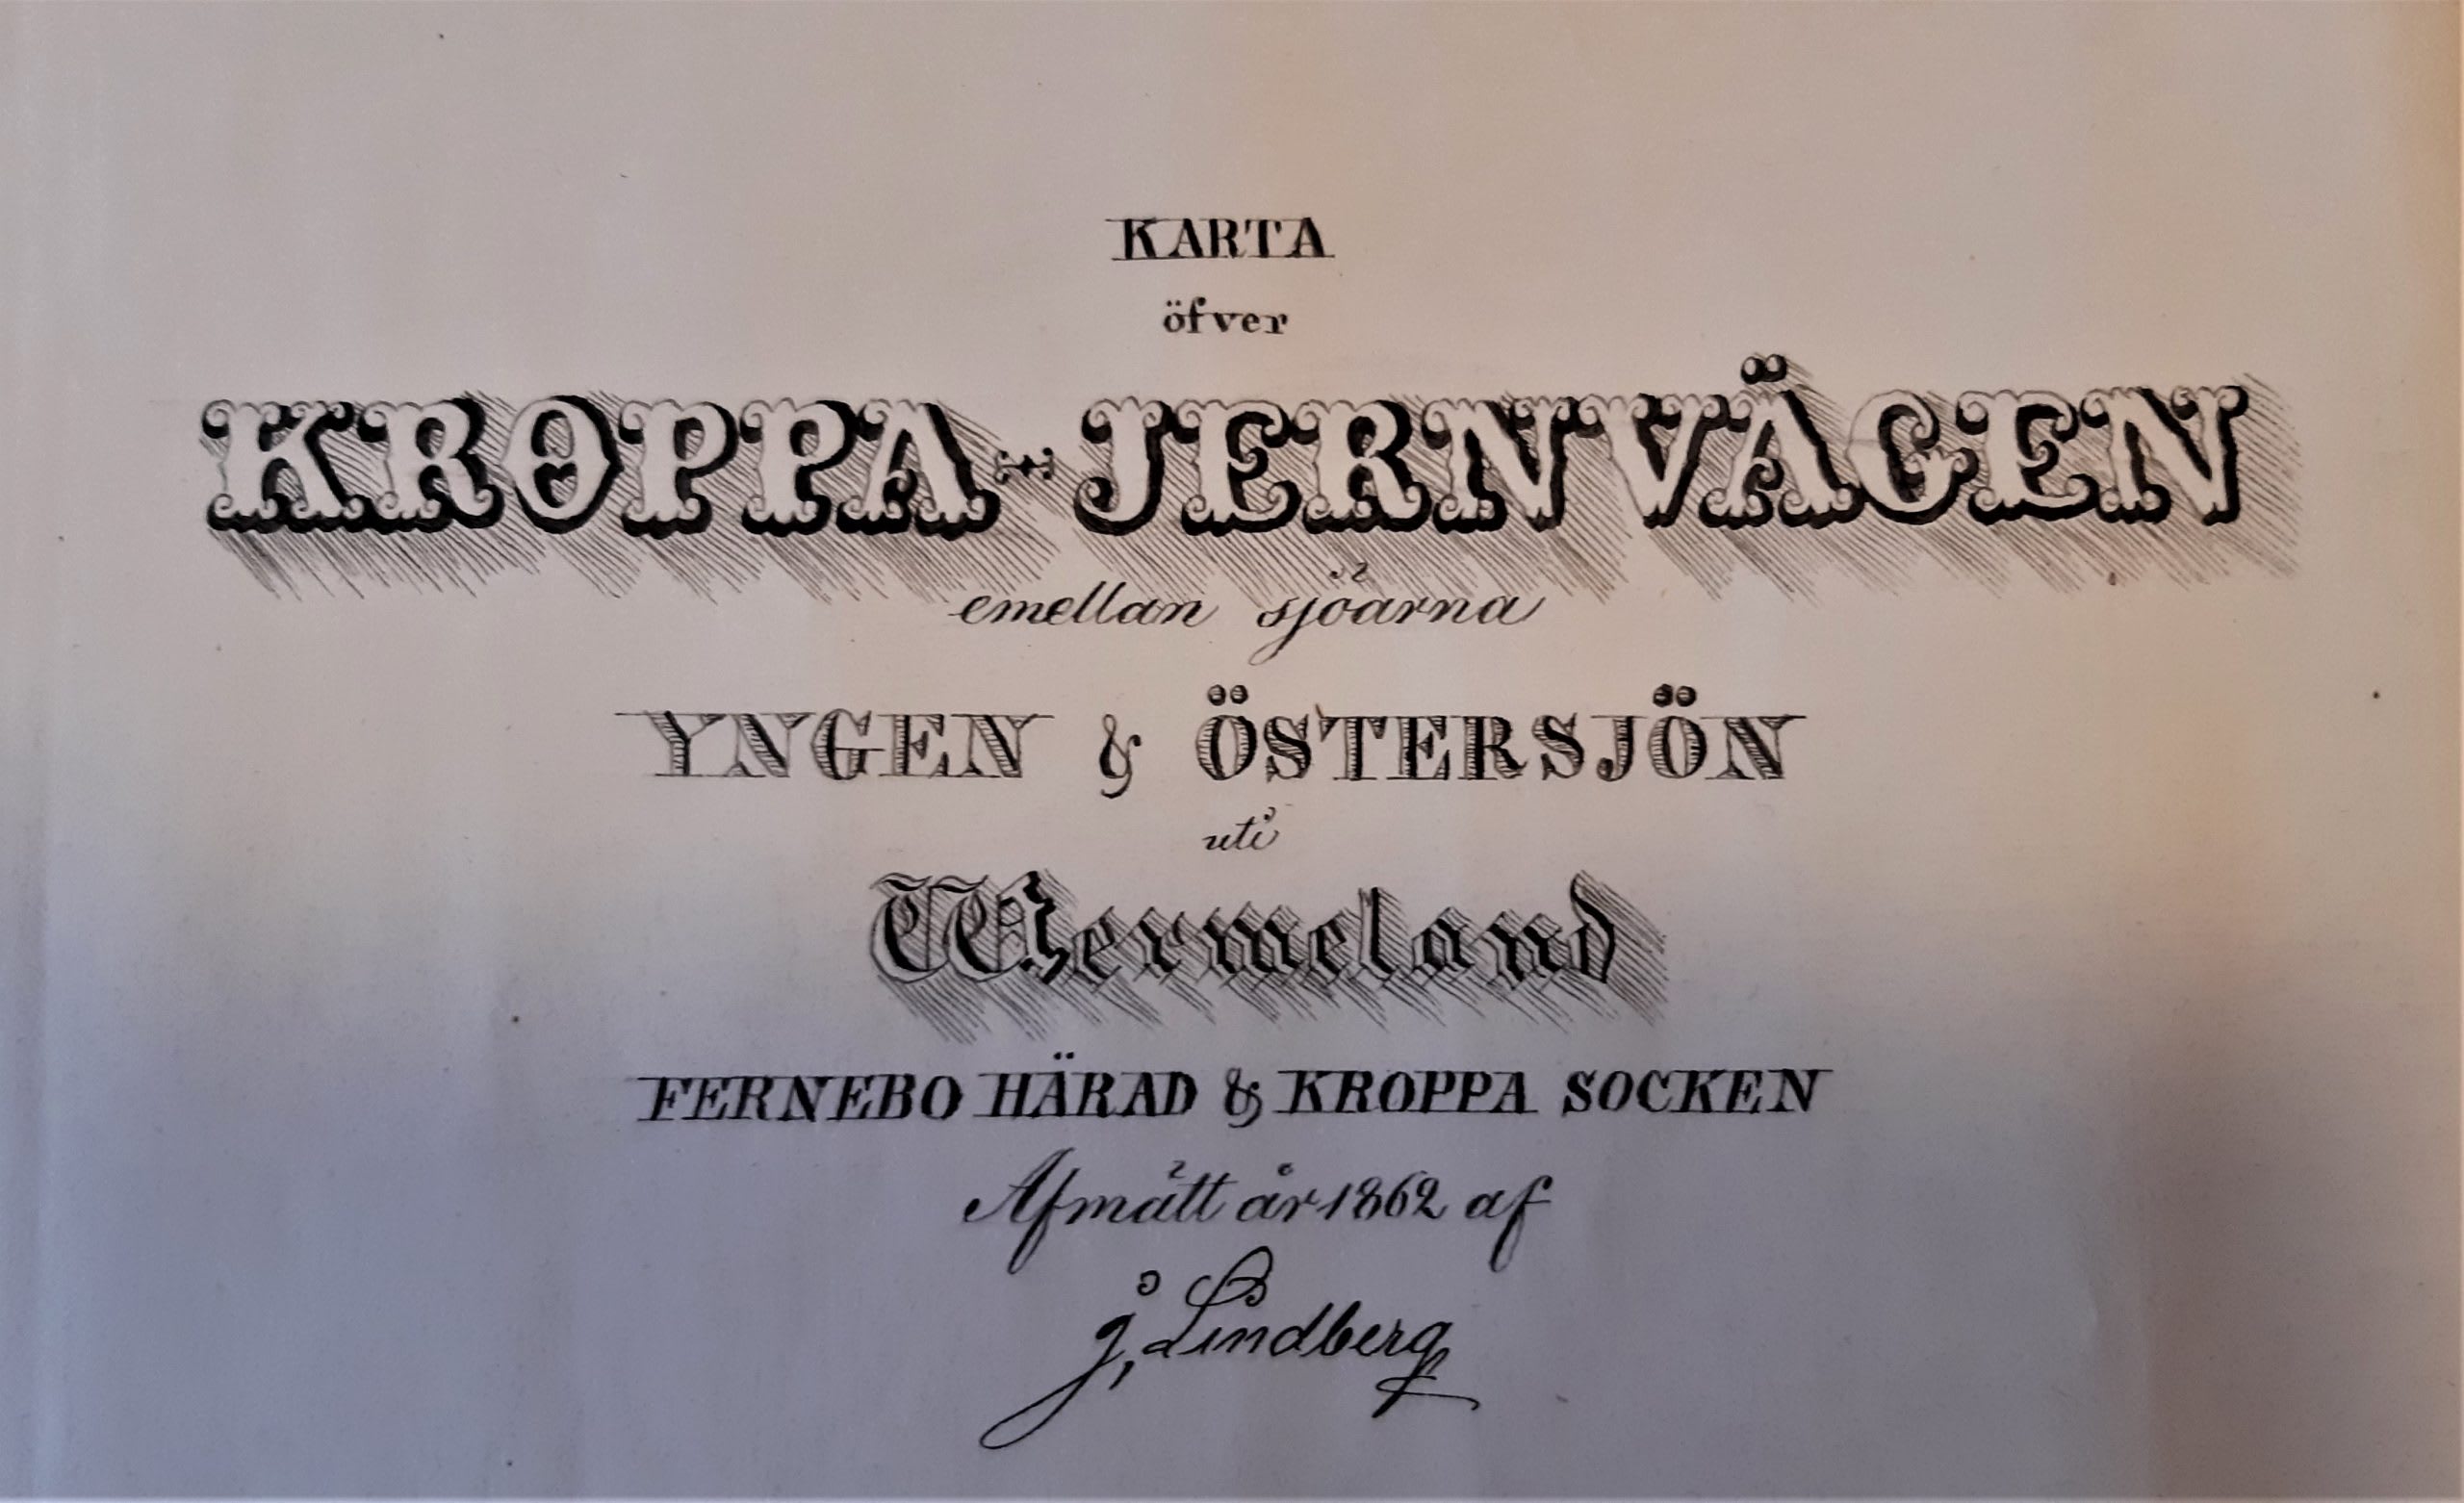 KARTA
öfver
KROPPA-JERNVÄGEN
emellan sjöarna
YNGEN & ÖSTERSJÖN
uti
Wermeland
FERNEBO HÄRAD & KROPPA SOCKEN
Afmätt år 1862 af
J, Lindberg